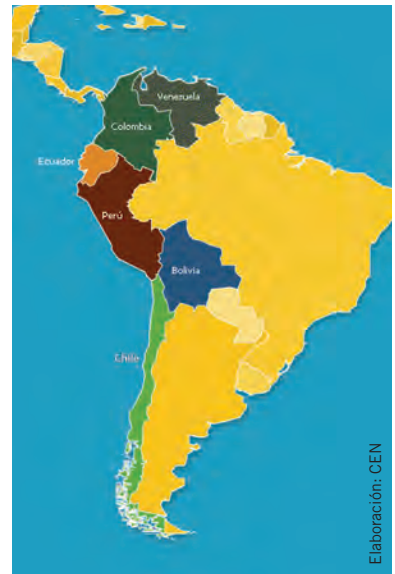 Venezuela
Colombia
Ecuador
Perú
Bolivia
Chile
Elaboración: CEN